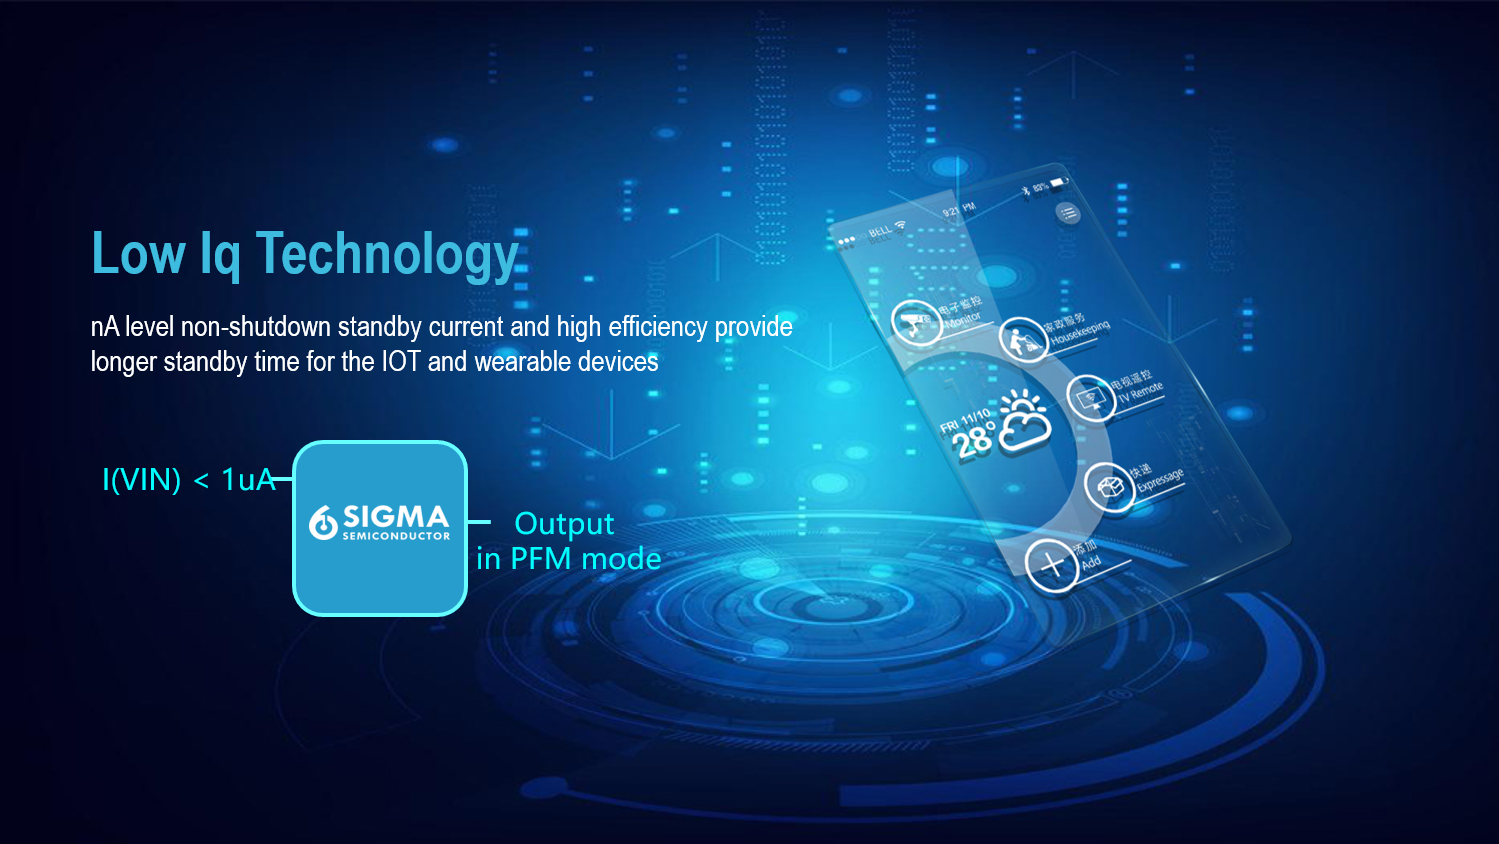 Low Iq Technology
nA level non-shutdown standby current and high efficiency provide
longer standby time for the IOT and wearable devices
I(VIN) < 1uA
SIGMA
SEMICONDUCTOR
Output
in PFM mode
BELL
9:21 PM
83%
电子监控
Monitor
家政服务
Housekeeping
电视遥控
TV Remote
FRI 11/10
28°
快递
Expressage
添加
Add